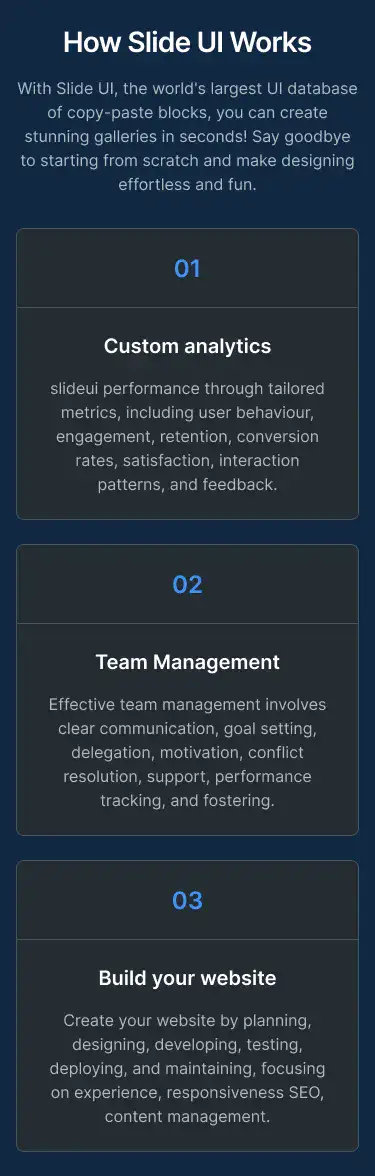 How Slide UI Works
With Slide UI, the world's largest UI database
of copy-paste blocks, you can create
stunning galleries in seconds! Say goodbye
to starting from scratch and make designing
effortless and fun.
01
Custom analytics
slideui performance through tailored
metrics, including user behaviour,
engagement, retention, conversion
rates, satisfaction, interaction
patterns, and feedback.
02
Team Management
Effective team management involves
clear communication, goal setting,
delegation, motivation, conflict
resolution, support, performance
tracking, and fostering.
03
Build your website
Create your website by planning,
designing, developing, testing,
deploying, and maintaining, focusing
on experience, responsiveness SEO,
content management.